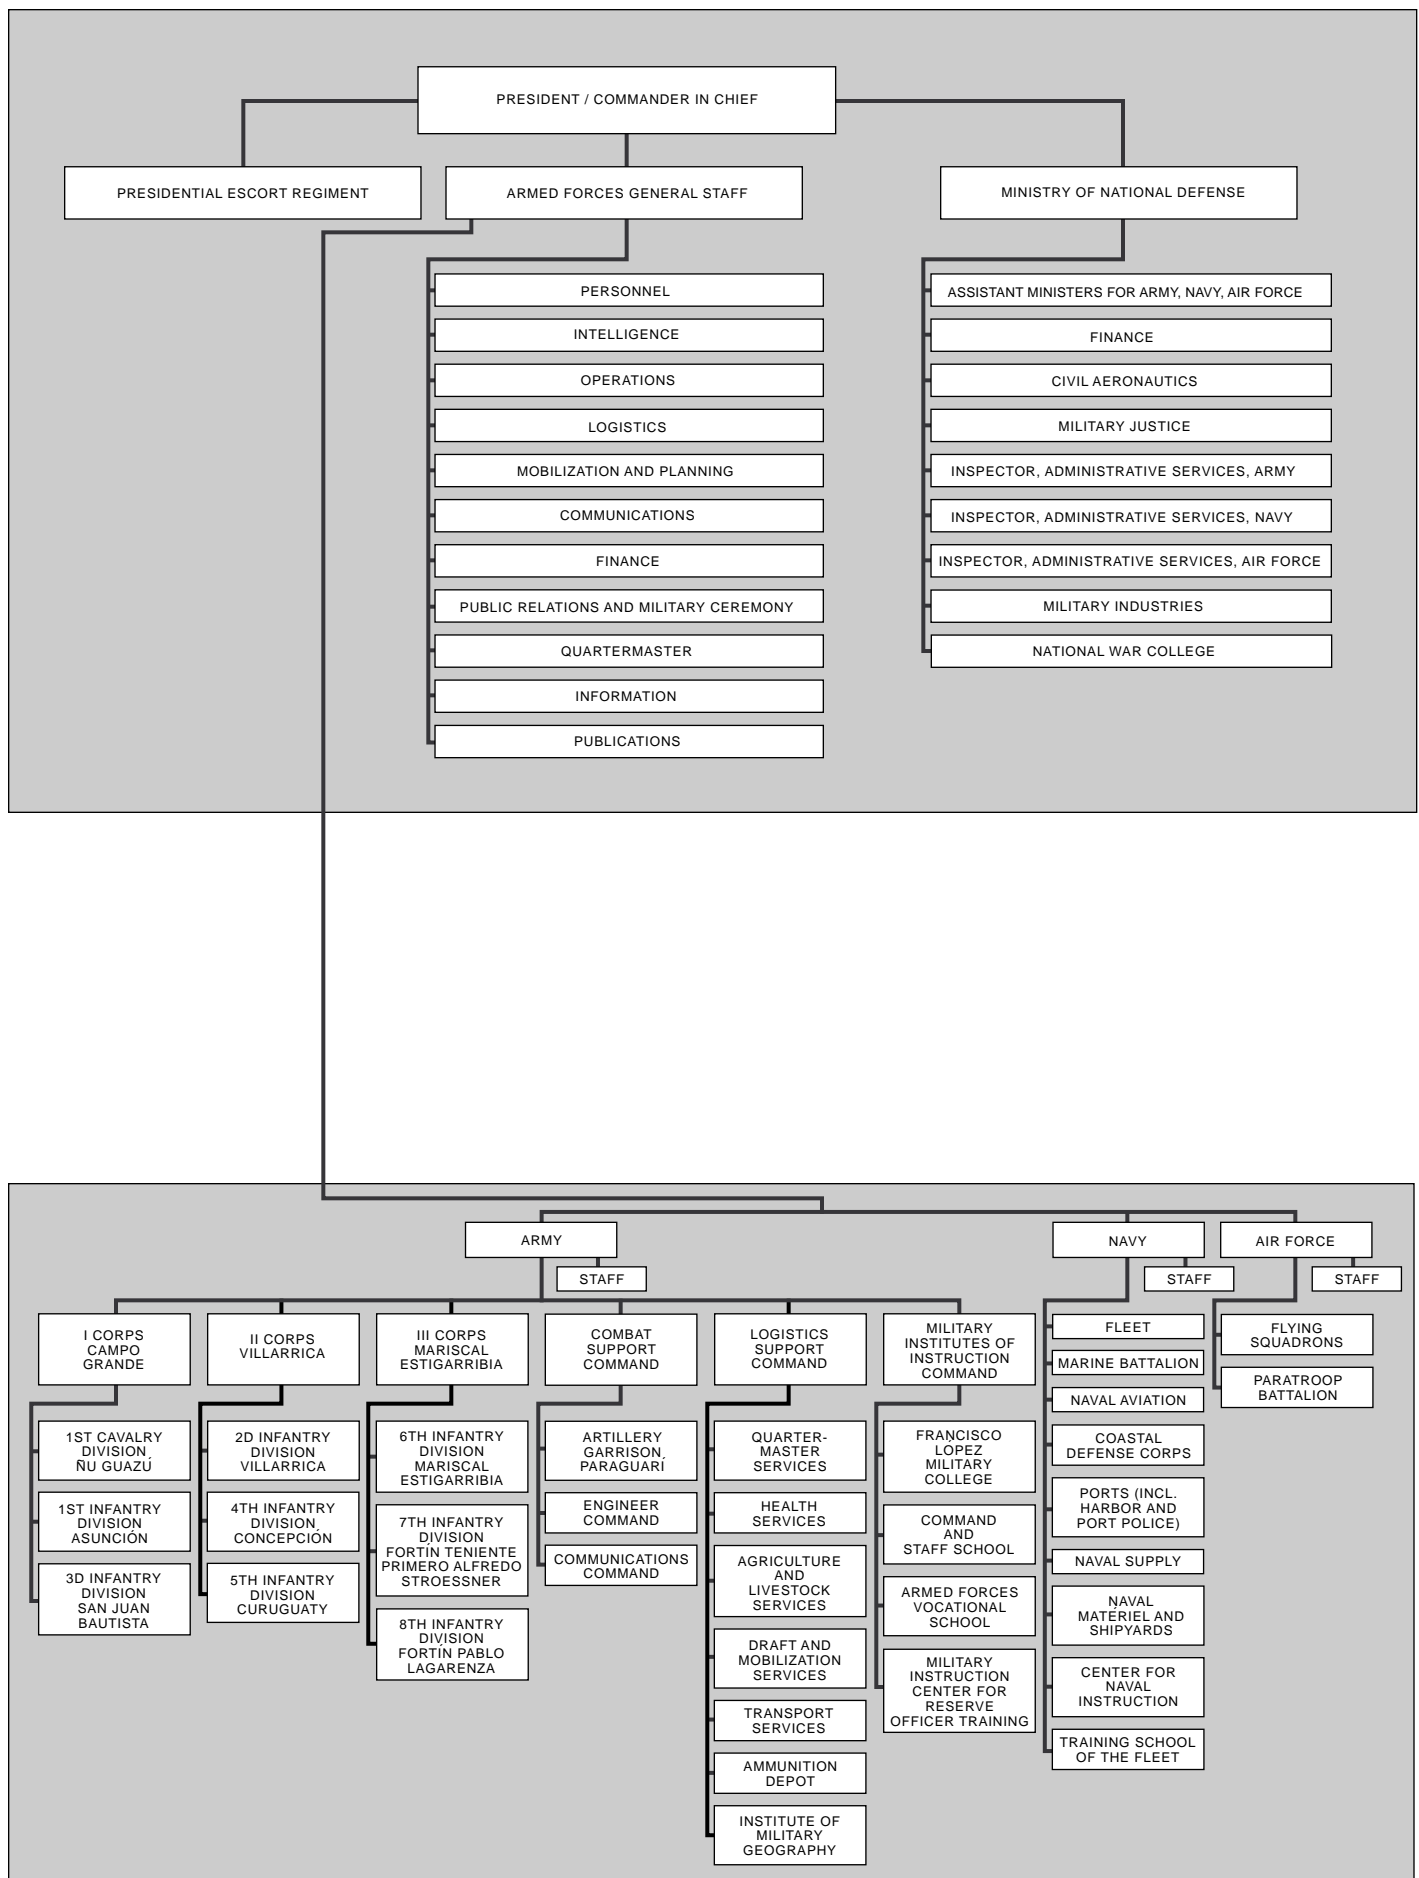 PRESIDENT / COMMANDER IN CHIEF
PRESIDENTIAL ESCORT REGIMENT
ARMED FORCES GENERAL STAFF
MINISTRY OF NATIONAL DEFENSE
PERSONNEL
INTELLIGENCE
OPERATIONS
LOGISTICS
MOBILIZATION AND PLANNING
COMMUNICATIONS
FINANCE
PUBLIC RELATIONS AND MILITARY CEREMONY
QUARTERMASTER
INFORMATION
PUBLICATIONS
ASSISTANT MINISTERS FOR ARMY, NAVY, AIR FORCE
FINANCE
CIVIL AERONAUTICS
MILITARY JUSTICE
INSPECTOR, ADMINISTRATIVE SERVICES, ARMY
INSPECTOR, ADMINISTRATIVE SERVICES, NAVY
INSPECTOR, ADMINISTRATIVE SERVICES, AIR FORCE
MILITARY INDUSTRIES
NATIONAL WAR COLLEGE
ARMY
STAFF
I CORPS
CAMPO
GRANDE
1ST CAVALRY
DIVISION
ÑU GUAZÚ
1ST INFANTRY
DIVISION
ASUNCIÓN
3D INFANTRY
DIVISION
SAN JUAN
BAUTISTA
II CORPS
VILLARRICA
2D INFANTRY
DIVISION
VILLARRICA
4TH INFANTRY
DIVISION
CONCEPCIÓN
5TH INFANTRY
DIVISION
CURUGUATY
III CORPS
MARISCAL
ESTIGARRIBIA
6TH INFANTRY
DIVISION
MARISCAL
ESTIGARRIBIA
7TH INFANTRY
DIVISION
FORTÍN TENIENTE
PRIMERO ALFREDO
STROESSNER
8TH INFANTRY
DIVISION
FORTÍN PABLO
LAGARENZA
COMBAT
SUPPORT
COMMAND
ARTILLERY
GARRISON
PARAGUARÍ
ENGINEER
COMMAND
COMMUNICATIONS
COMMAND
LOGISTICS
SUPPORT
COMMAND
QUARTER-
MASTER
SERVICES
HEALTH
SERVICES
AGRICULTURE
AND
LIVESTOCK
SERVICES
DRAFT AND
MOBILIZATION
SERVICES
TRANSPORT
SERVICES
AMMUNITION
DEPOT
INSTITUTE OF
MILITARY
GEOGRAPHY
MILITARY
INSTITUTES OF
INSTRUCTION
COMMAND
FRANCISCO
LÓPEZ
MILITARY
COLLEGE
COMMAND
AND
STAFF SCHOOL
ARMED FORCES
VOCATIONAL
SCHOOL
MILITARY
INSTRUCTION
CENTER FOR
RESERVE
OFFICER TRAINING
NAVY
STAFF
FLEET
MARINE BATTALION
NAVAL AVIATION
COASTAL
DEFENSE CORPS
PORTS (INCL.
HARBOR AND
PORT POLICE)
NAVAL SUPPLY
NAVAL
MATÉRIEL AND
SHIPYARDS
CENTER FOR
NAVAL
INSTRUCTION
TRAINING SCHOOL
OF THE FLEET
AIR FORCE
STAFF
FLYING
SQUADRONS
PARATROOP
BATTALION